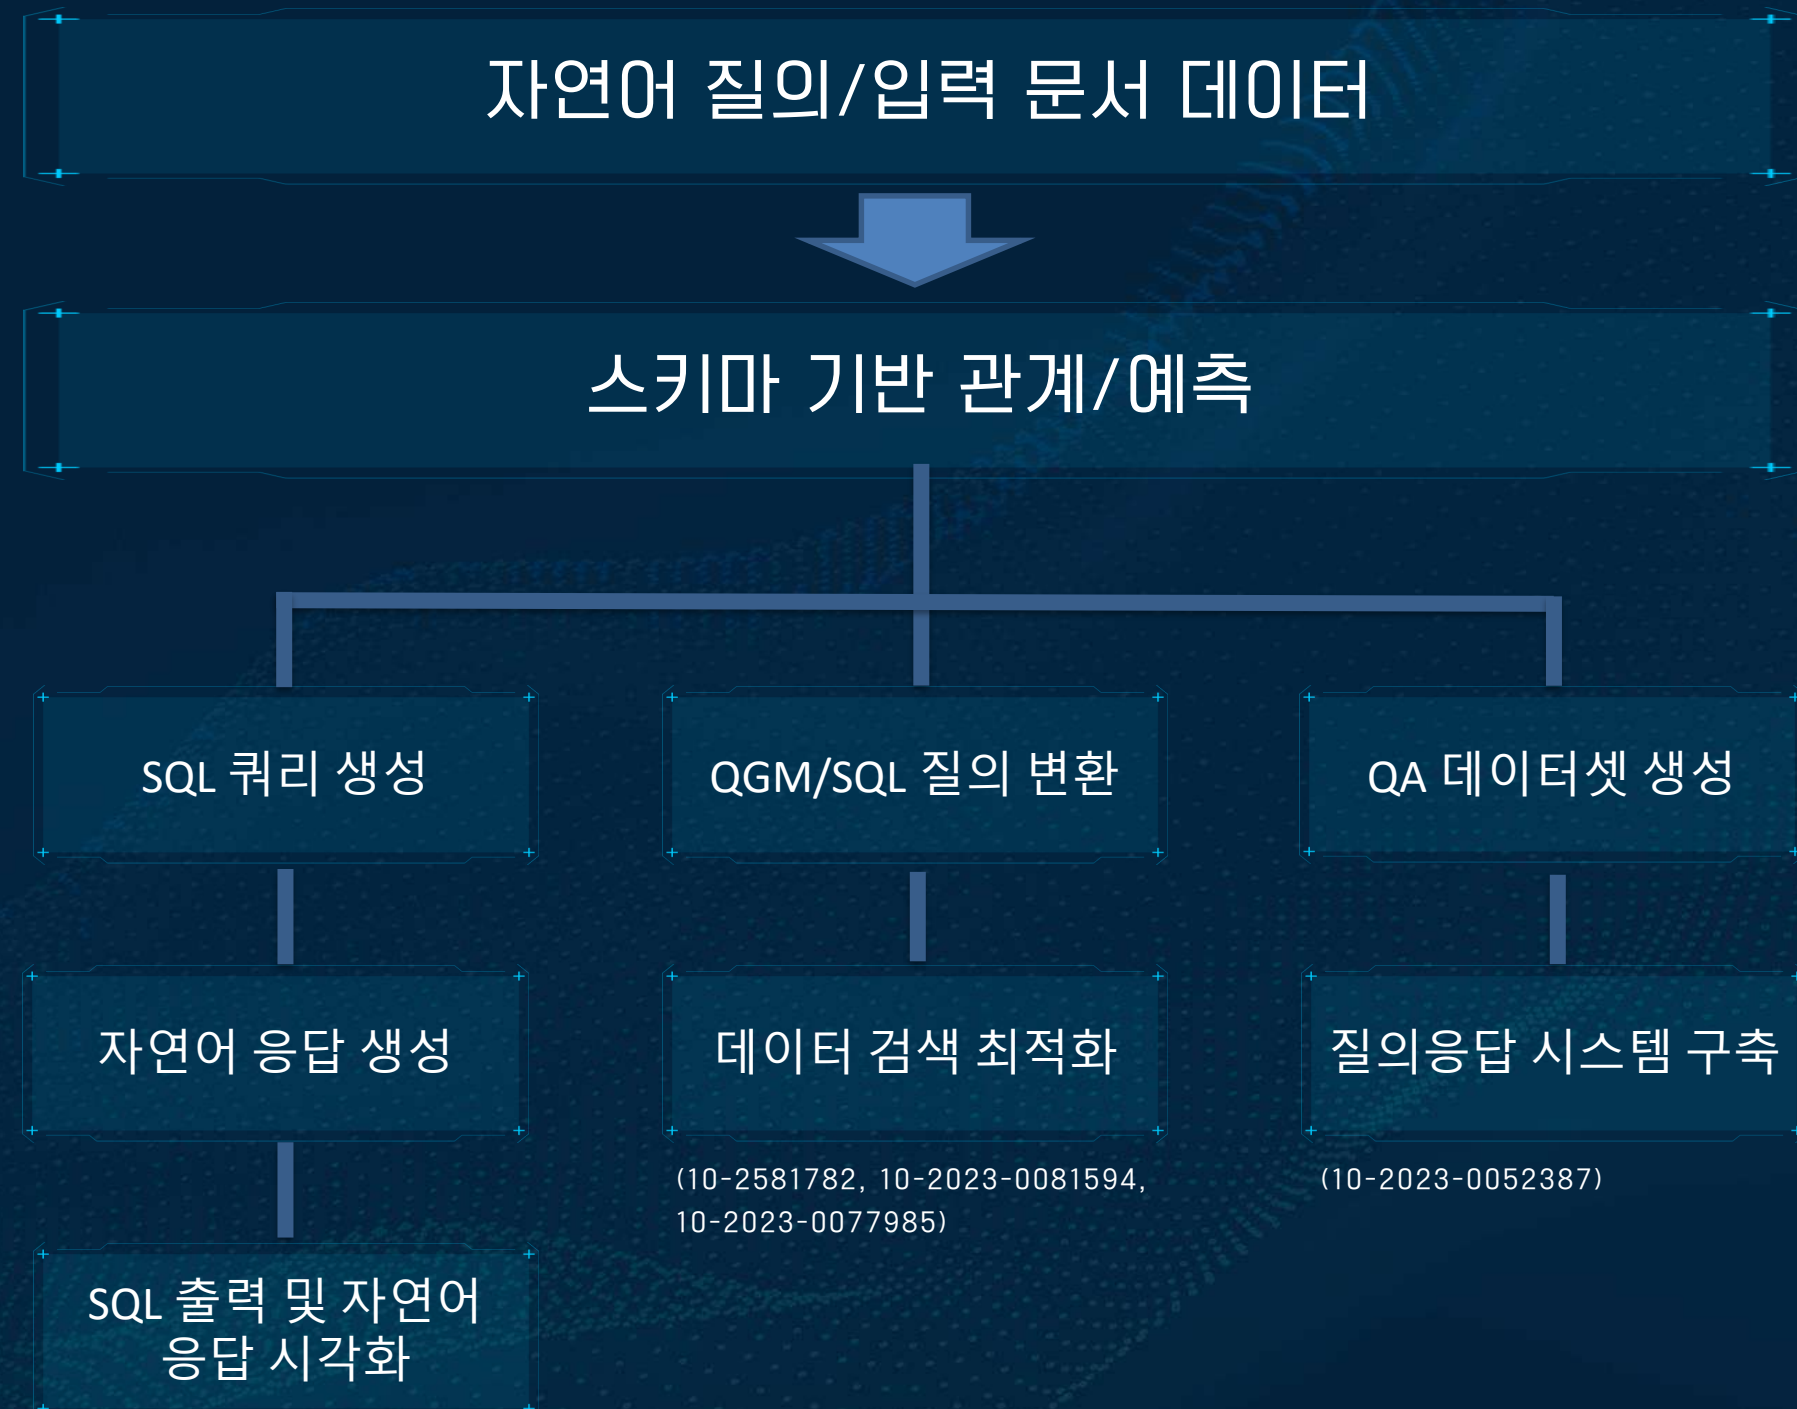 자연어 질의/입력 문서 데이터
스키마 기반 관계/예측
SQL 쿼리 생성
QGM/SQL 질의 변환
QA 데이터셋 생성
자연어 응답 생성
데이터 검색 최적화
질의응답 시스템 구축
(10-2581782, 10-2023-0081594,
10-2023-0077985)
(10-2023-0052387)
SQL 출력 및 자연어
응답 시각화